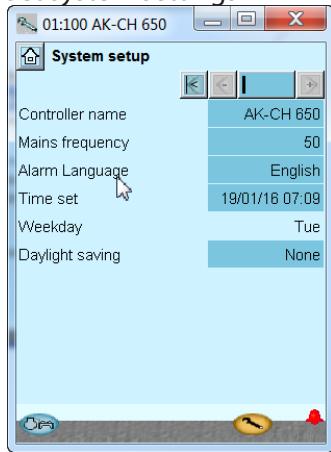 01:100 AK-CH 650
System setup
Controller name AK-CH 650
Mains frequency 50
Alarm Language English
Time set 19/01/16 07:09
Weekday Tue
Daylight saving None